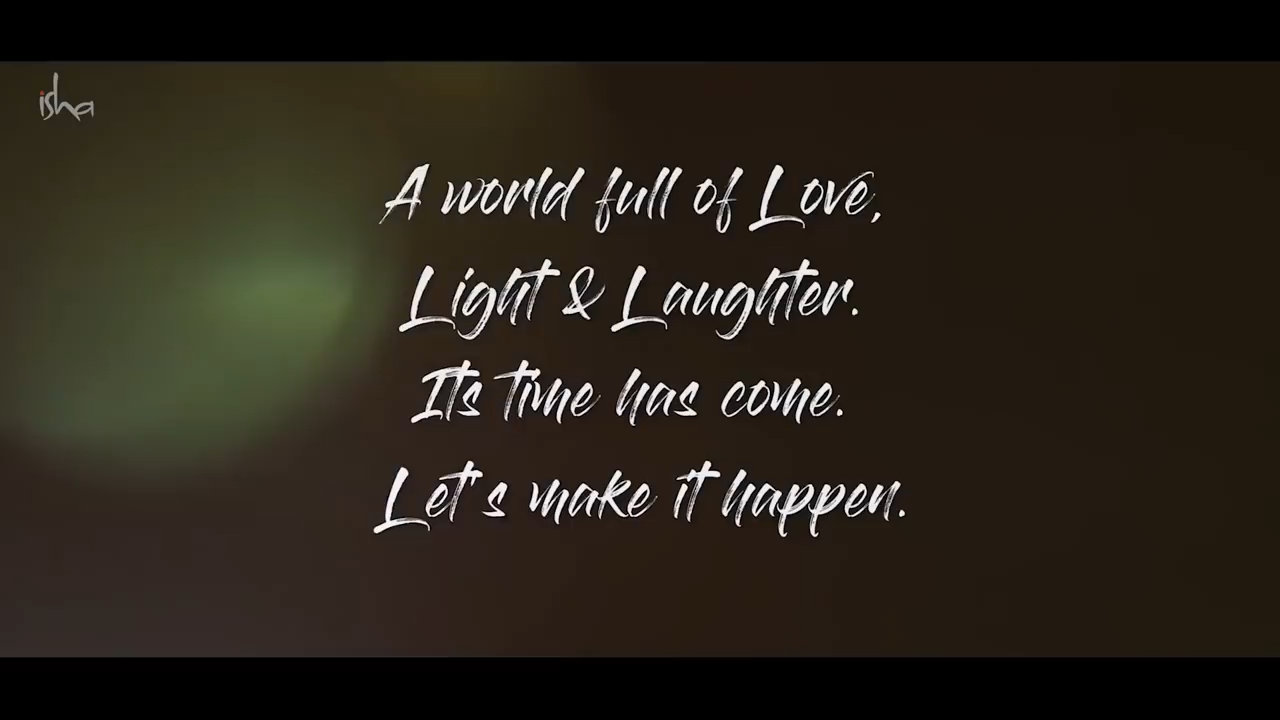 isha
A world full of Love,
Light & Laughter.
Its time has come.
Let's make it happen.